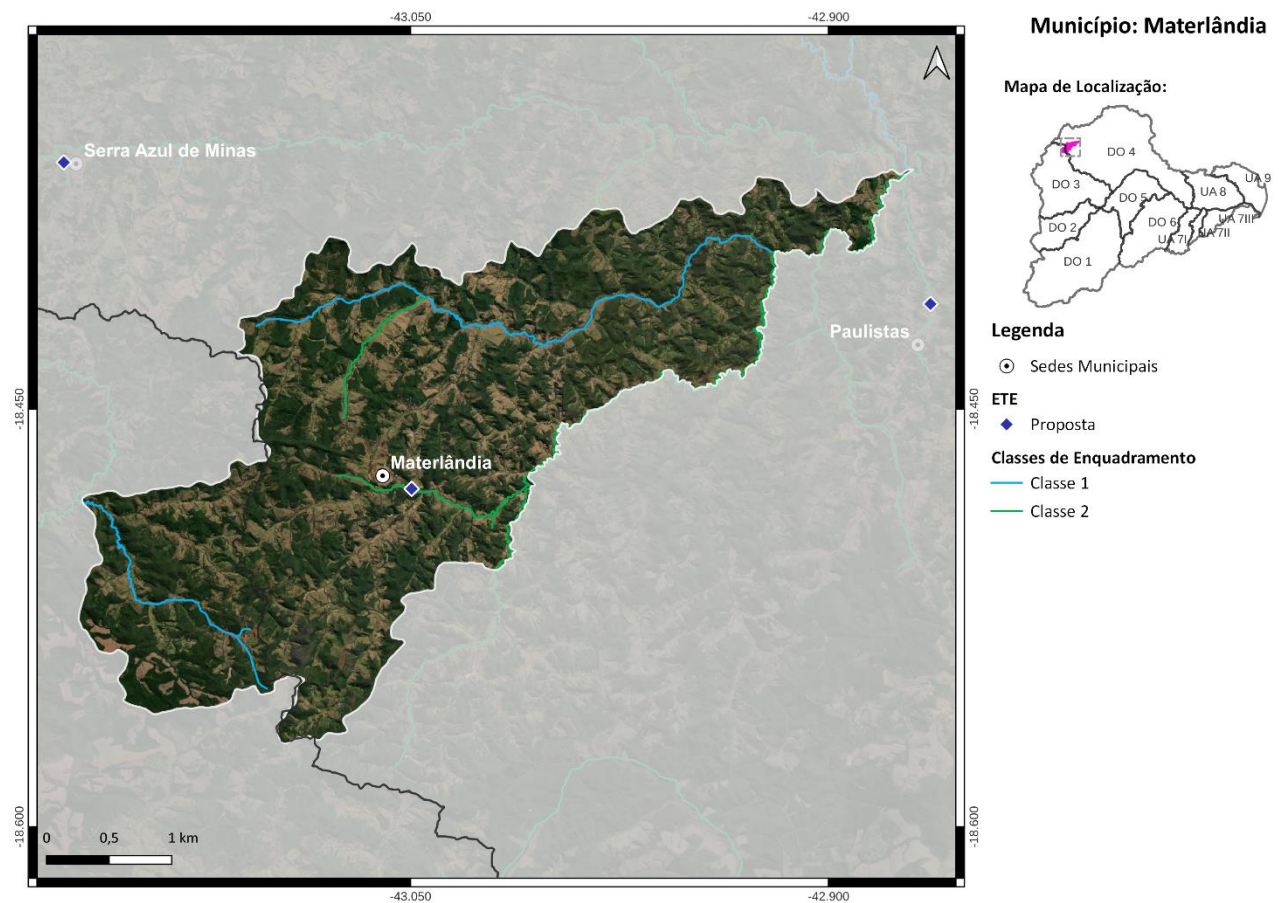 Município: Materlândia
-43.050
-42.900
Mapa de Localização:
Serra Azul de Minas
DO 4
UA 9
DO 3
UA 8
DO 5
DO 2
DO 6
UA 7III
UA 7II
UA 7I
DO 1
Paulistas
Legenda
Sedes Municipais
ETE
Proposta
-18.450
-18.450
Materlândia
Classes de Enquadramento
Classe 1
Classe 2
-18.600
-18.600
0 0,5 1 km
-43.050
-42.900